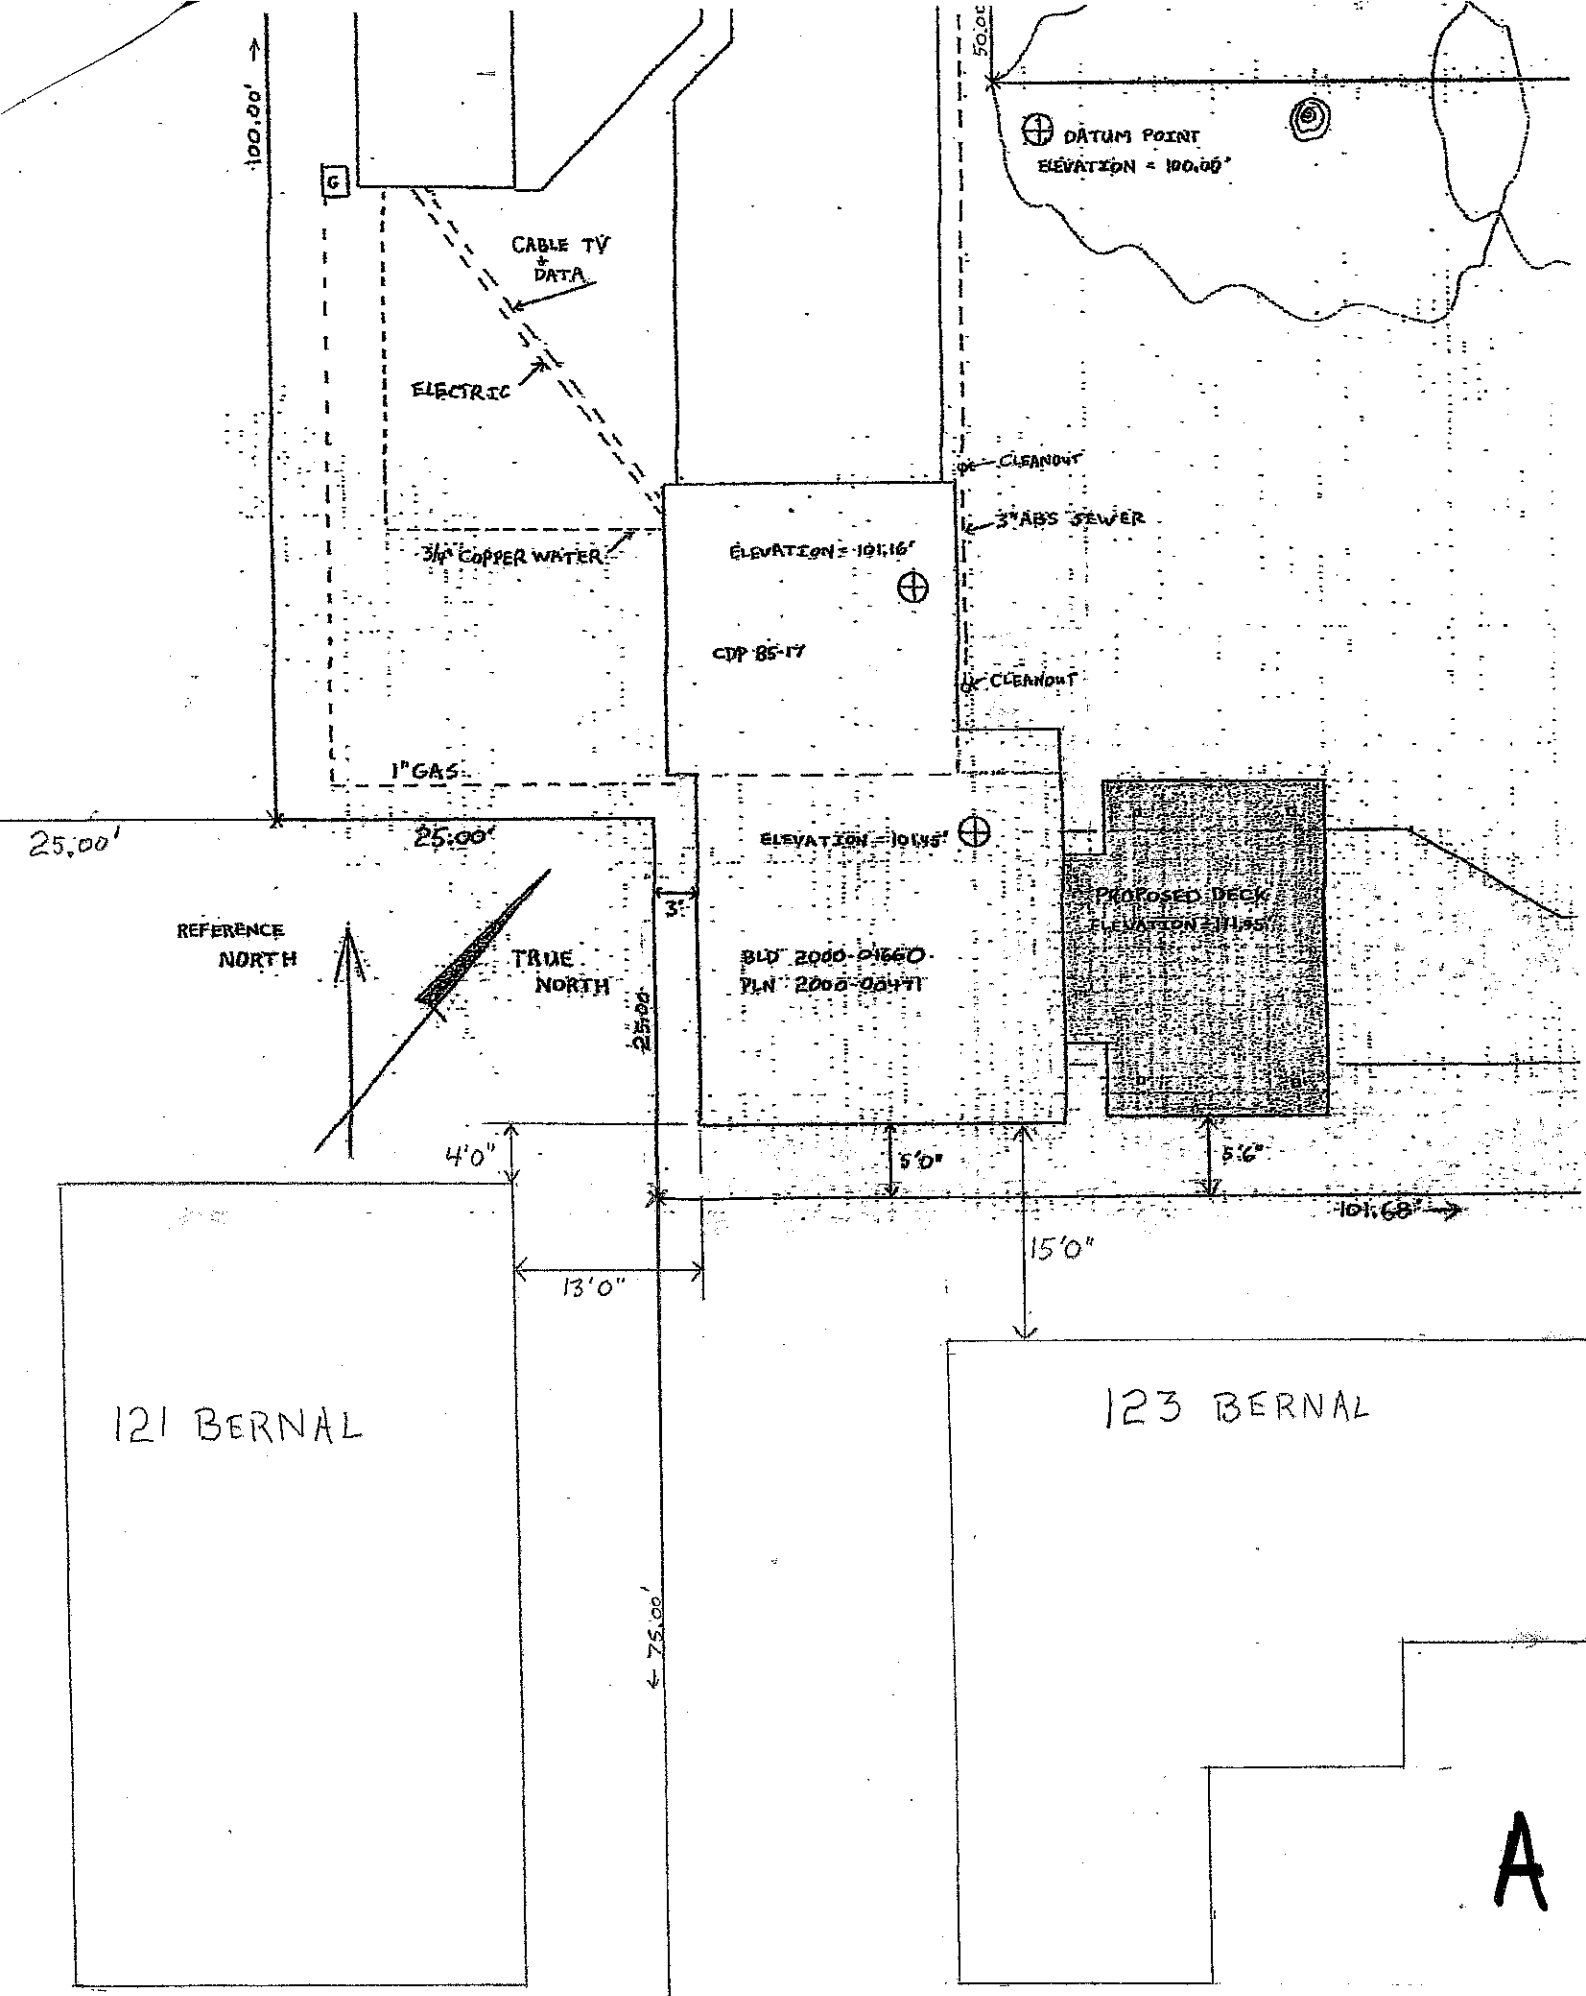 100.00'
50.00
DATUM POINT
ELEVATION = 100.00'
G
CABLE TV
&
DATA
ELECTRIC
CLEANOUT
3" ABS SEWER
3/4" COPPER WATER
ELEVATION = 101.16'
CDP 85-17
CLEANOUT
1" GAS
25.00'
25.00'
ELEVATION = 101.45'
3'
PROPOSED DECK
ELEVATION =
REFERENCE
NORTH
TRUE
NORTH
BLD 2000-01660
PLN 2000-00471
25.00
4'0"
5'0"
5'6"
101.68'
13'0"
15'0"
121 BERNAL
123 BERNAL
75.00'
A